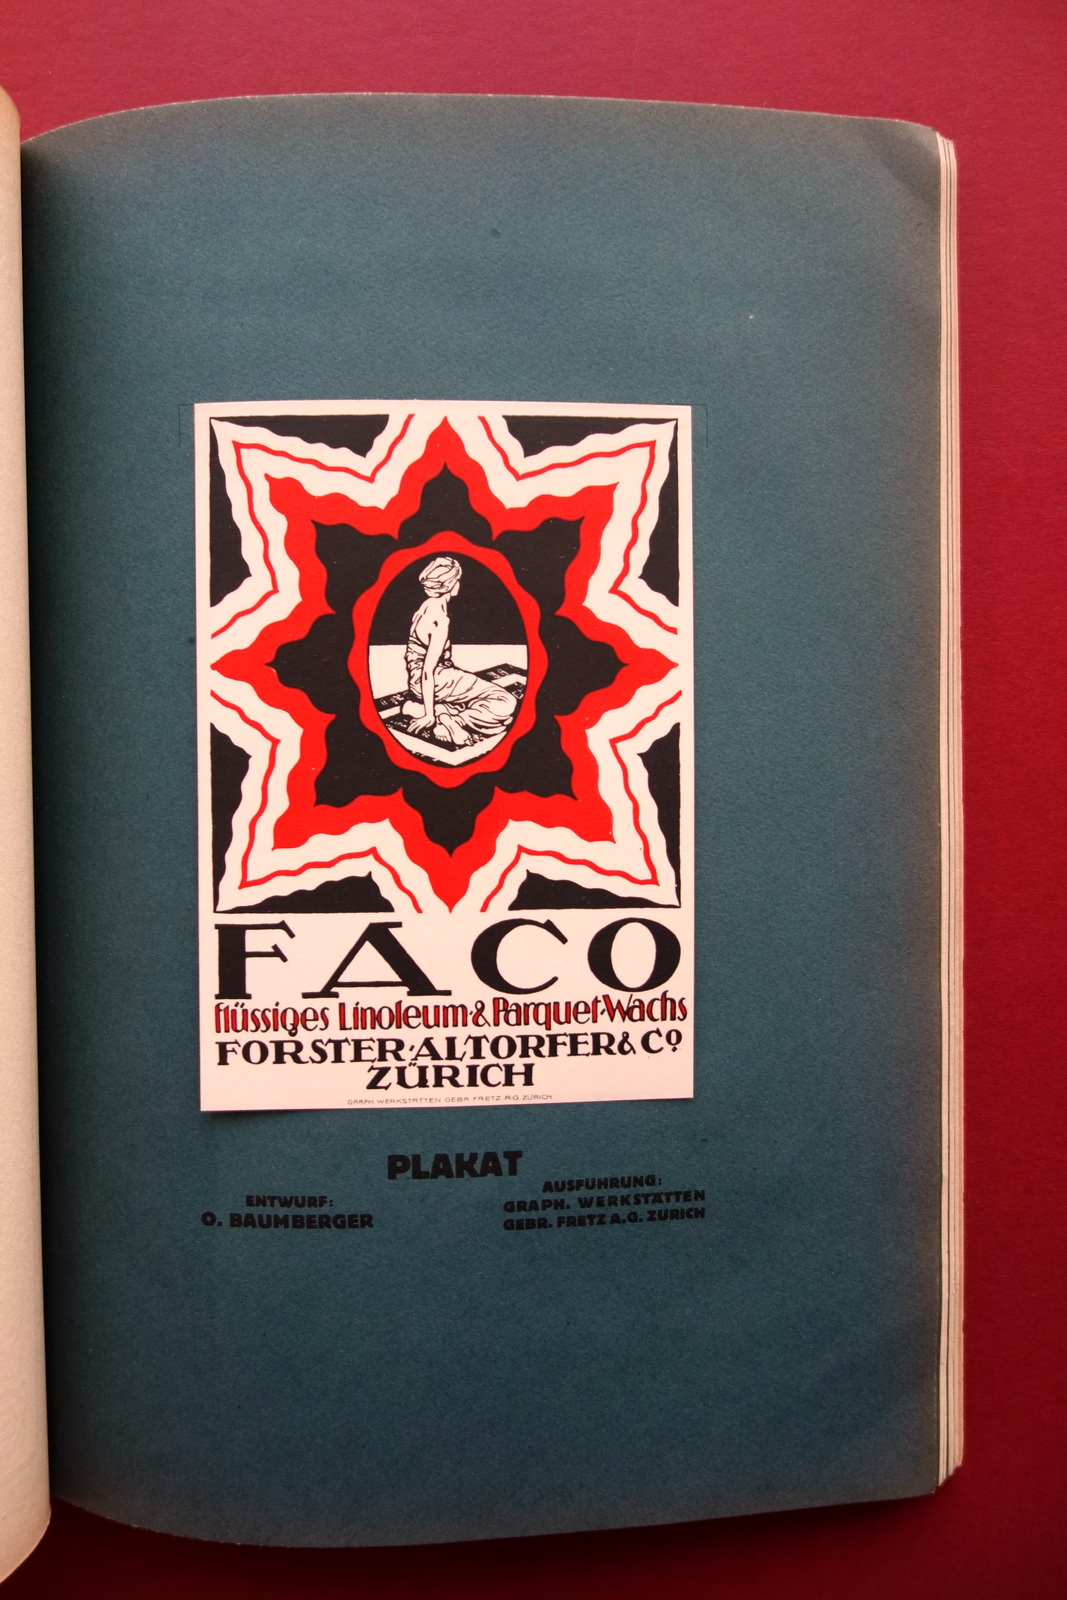 FACO
flüssiges Linoleum-&Parquet-Wachs
FORSTER·ALTORFER& Cº
ZÜRICH
GRAPH. WERKSTÄTTEN GEBR. FRETZ A.G. ZÜRICH
PLAKAT
ENTWURF:
O. BAUMBERGER
AUSFÜHRUNG:
GRAPH. WERKSTÄTTEN
GEBR. FRETZ A.G. ZÜRICH